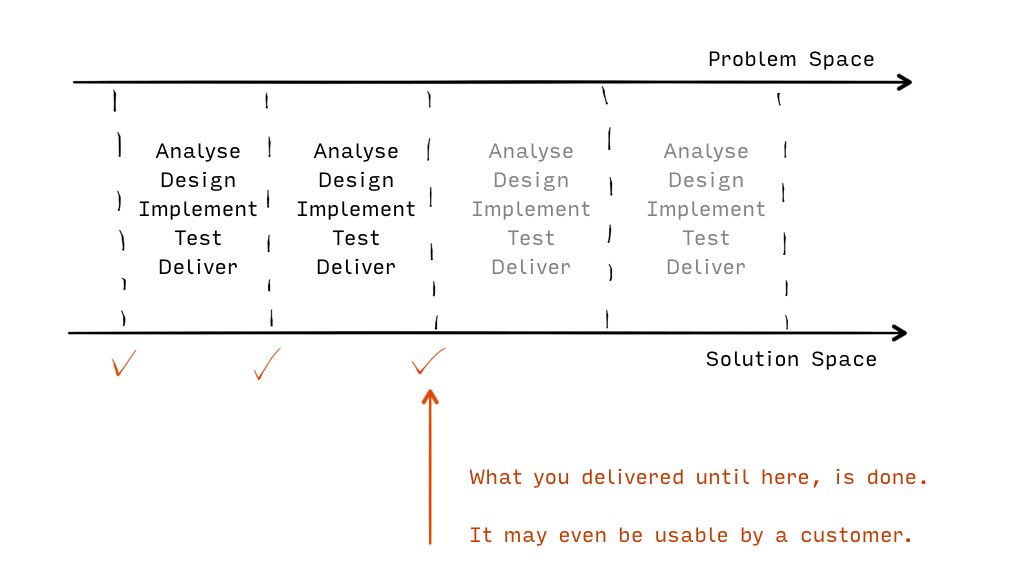 Problem Space
Analyse
Design
Implement
Test
Deliver
Analyse
Design
Implement
Test
Deliver
Analyse
Design
Implement
Test
Deliver
Analyse
Design
Implement
Test
Deliver
Solution Space
What you delivered until here, is done.
It may even be usable by a customer.